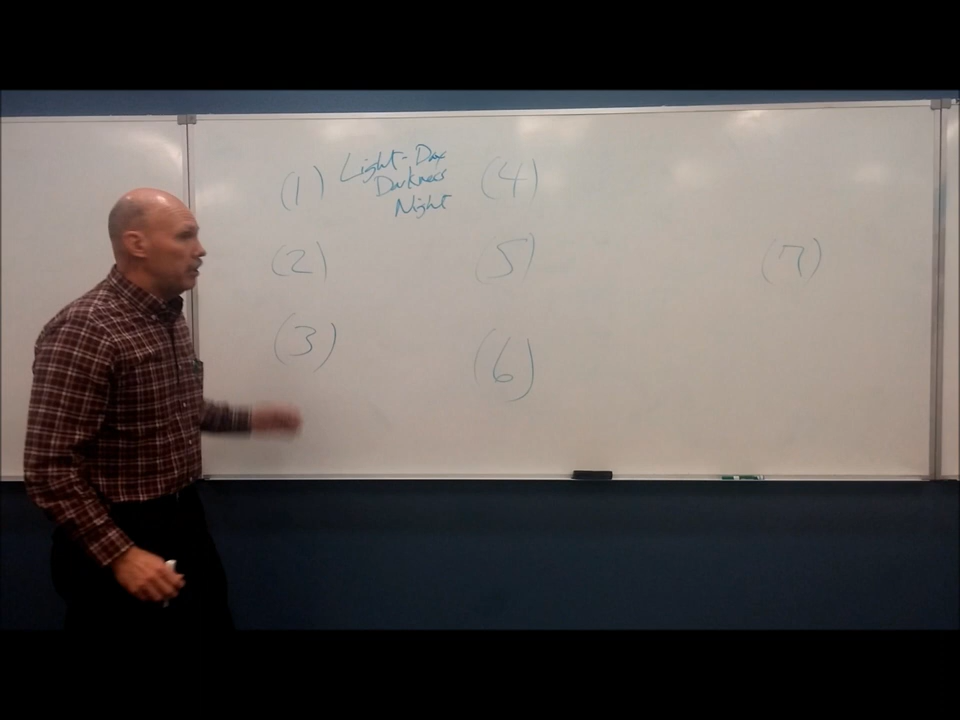 (1) Light - Day
Darkness
Night
(2)
(3)
(4)
(5)
(6)
(7)